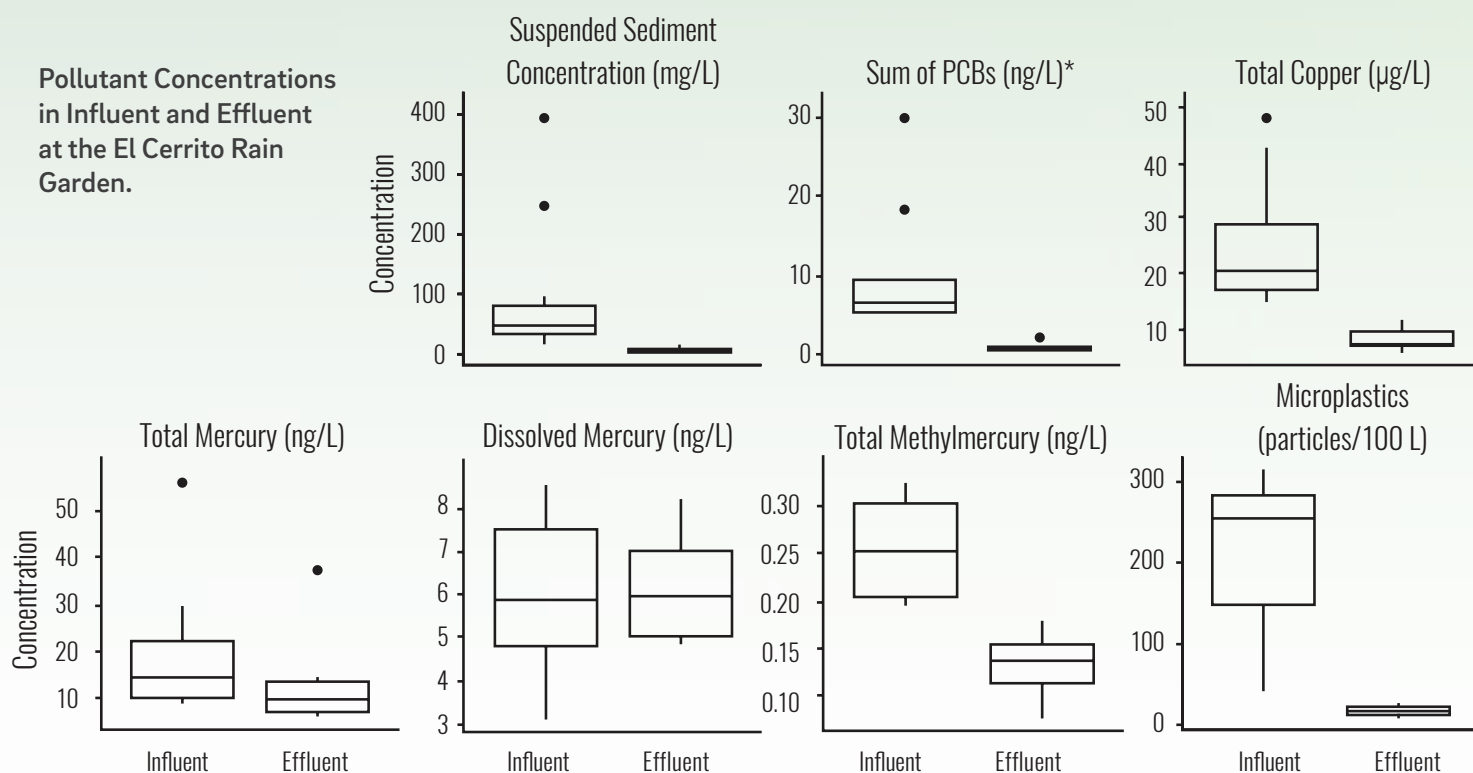 Pollutant Concentrations
in Influent and Effluent
at the El Cerrito Rain
Garden.
Suspended Sediment
Concentration (mg/L)
Concentration
400
300
200
100
0
Sum of PCBs (ng/L)*
30
20
10
0
Total Copper (µg/L)
50
40
30
20
10
Total Mercury (ng/L)
Concentration
50
40
30
20
10
Influent Effluent
Dissolved Mercury (ng/L)
8
7
6
5
4
3
Influent Effluent
Total Methylmercury (ng/L)
0.30
0.25
0.20
0.15
0.10
Influent Effluent
Microplastics
(particles/100 L)
300
200
100
0
Influent Effluent